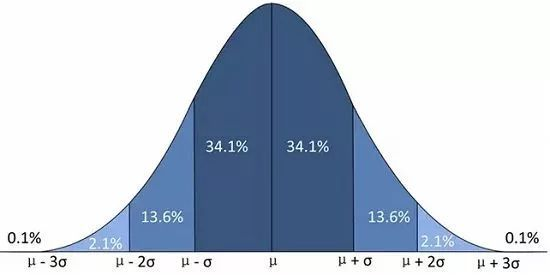 34.1% 34.1%
13.6% 13.6%
0.1% 2.1% 2.1% 0.1%
μ - 3σ μ - 2σ μ - σ μ μ + σ μ + 2σ μ + 3σ